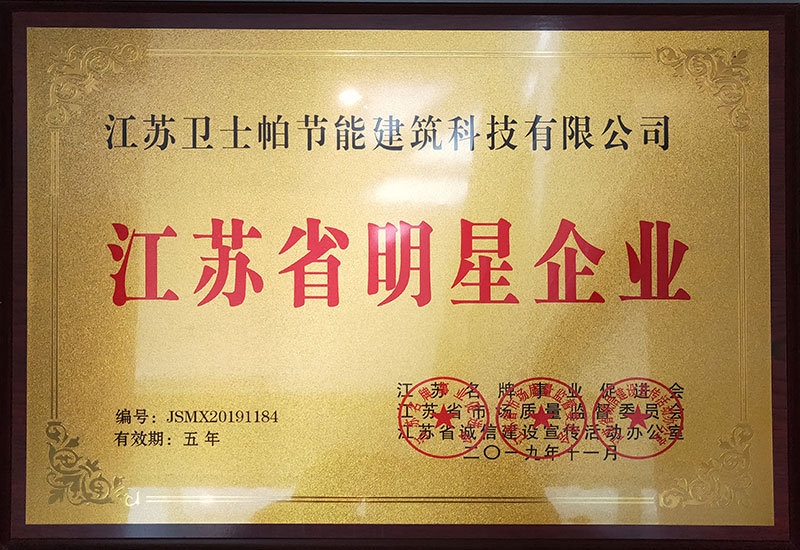 江苏卫士帕节能建筑科技有限公司
江苏省明星企业
编号：JSMX20191184
有效期：五年
江苏名牌事业促进会
江苏省市场质量监督委员会
江苏省诚信建设宣传活动办公室
二〇一九年十一月